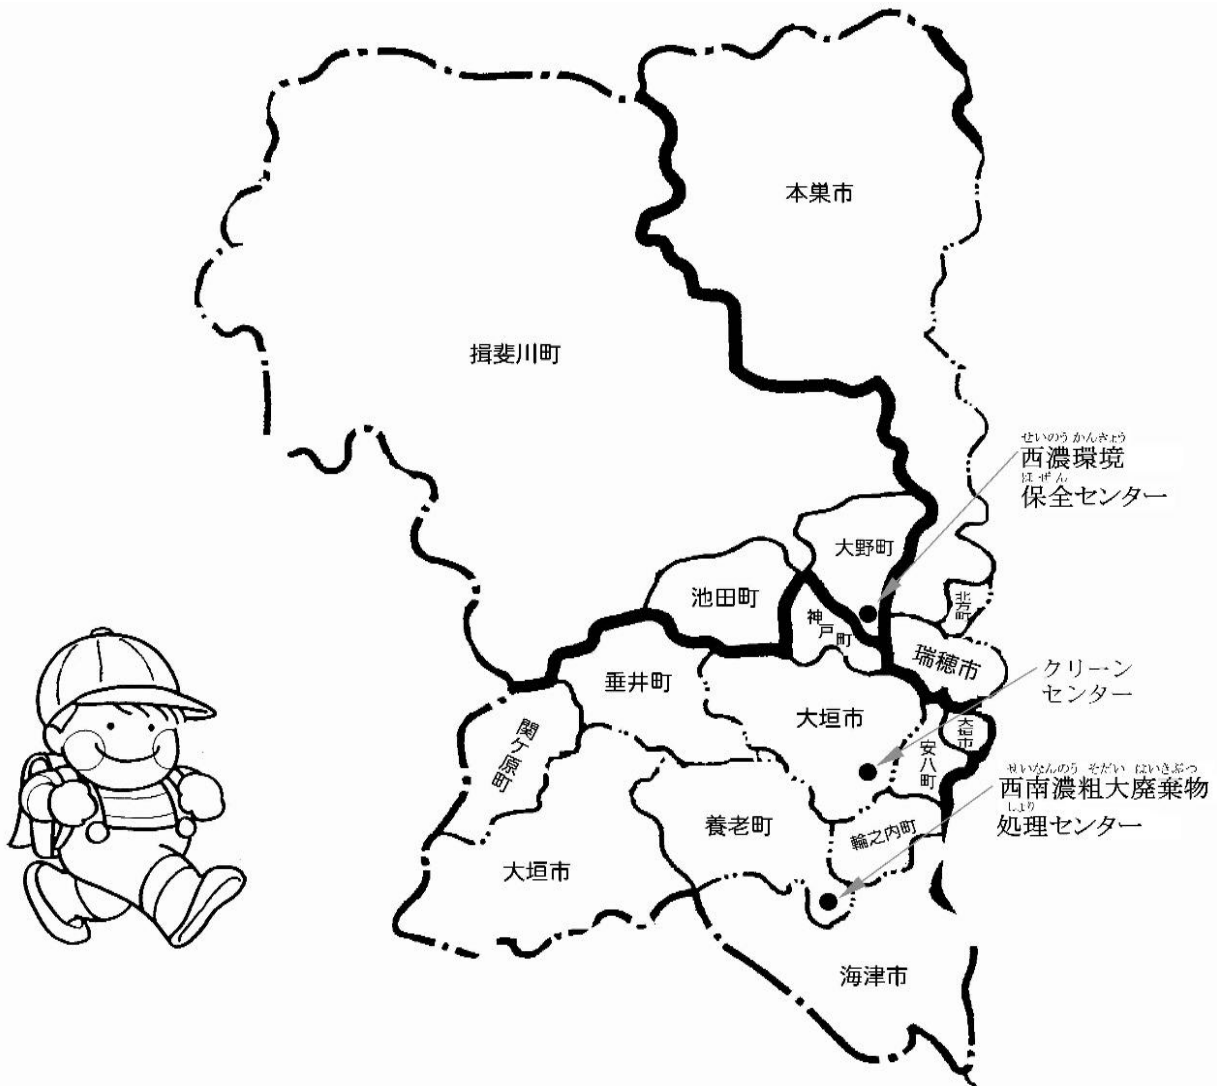 本巣市
揖斐川町
せいのうかんきょう
西濃環境
ほぜん
保全センター
大野町
池田町
神戸町
北方町
瑞穂市
クリーン
センター
垂井町
大垣市
大垣市
関ケ原町
安八町
せいなんのう そだい はいきぶつ
西南濃粗大廃棄物
しょり
処理センター
養老町
輪之内町
大垣市
海津市